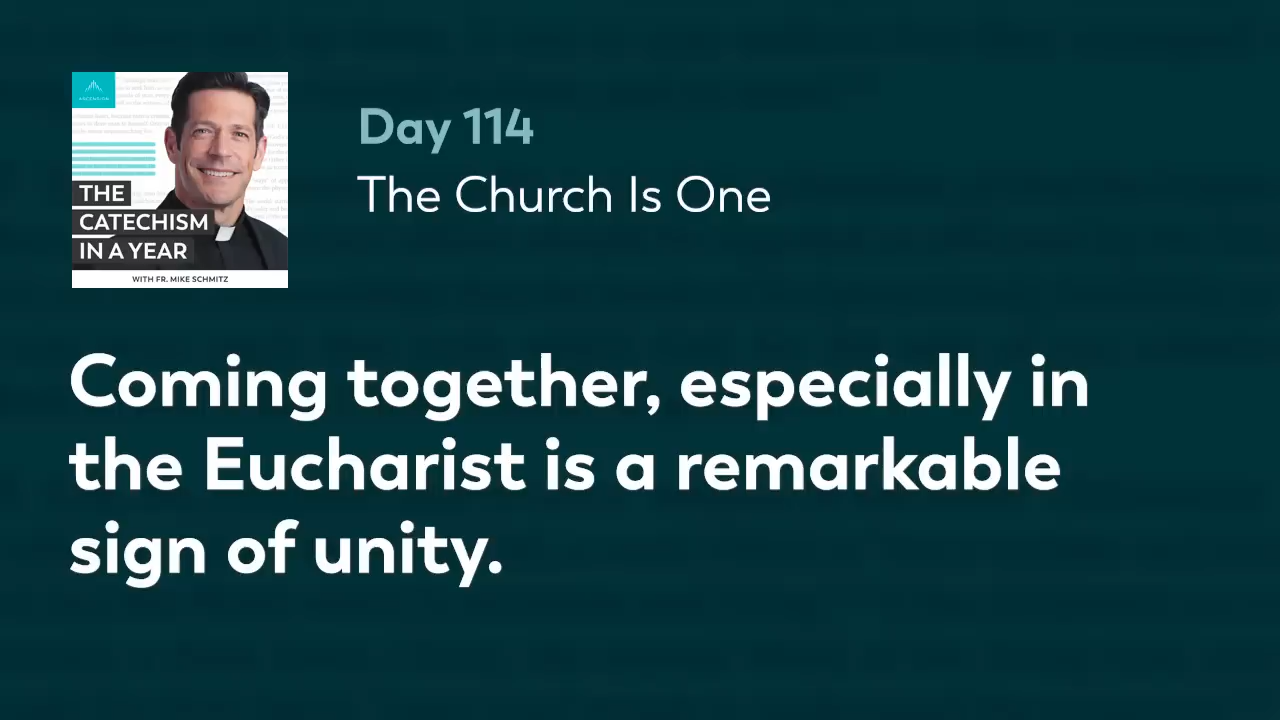 ASCENSION
THE
CATECHISM
IN A YEAR
WITH FR. MIKE SCHMITZ
Day 114
The Church Is One
Coming together, especially in
the Eucharist is a remarkable
sign of unity.